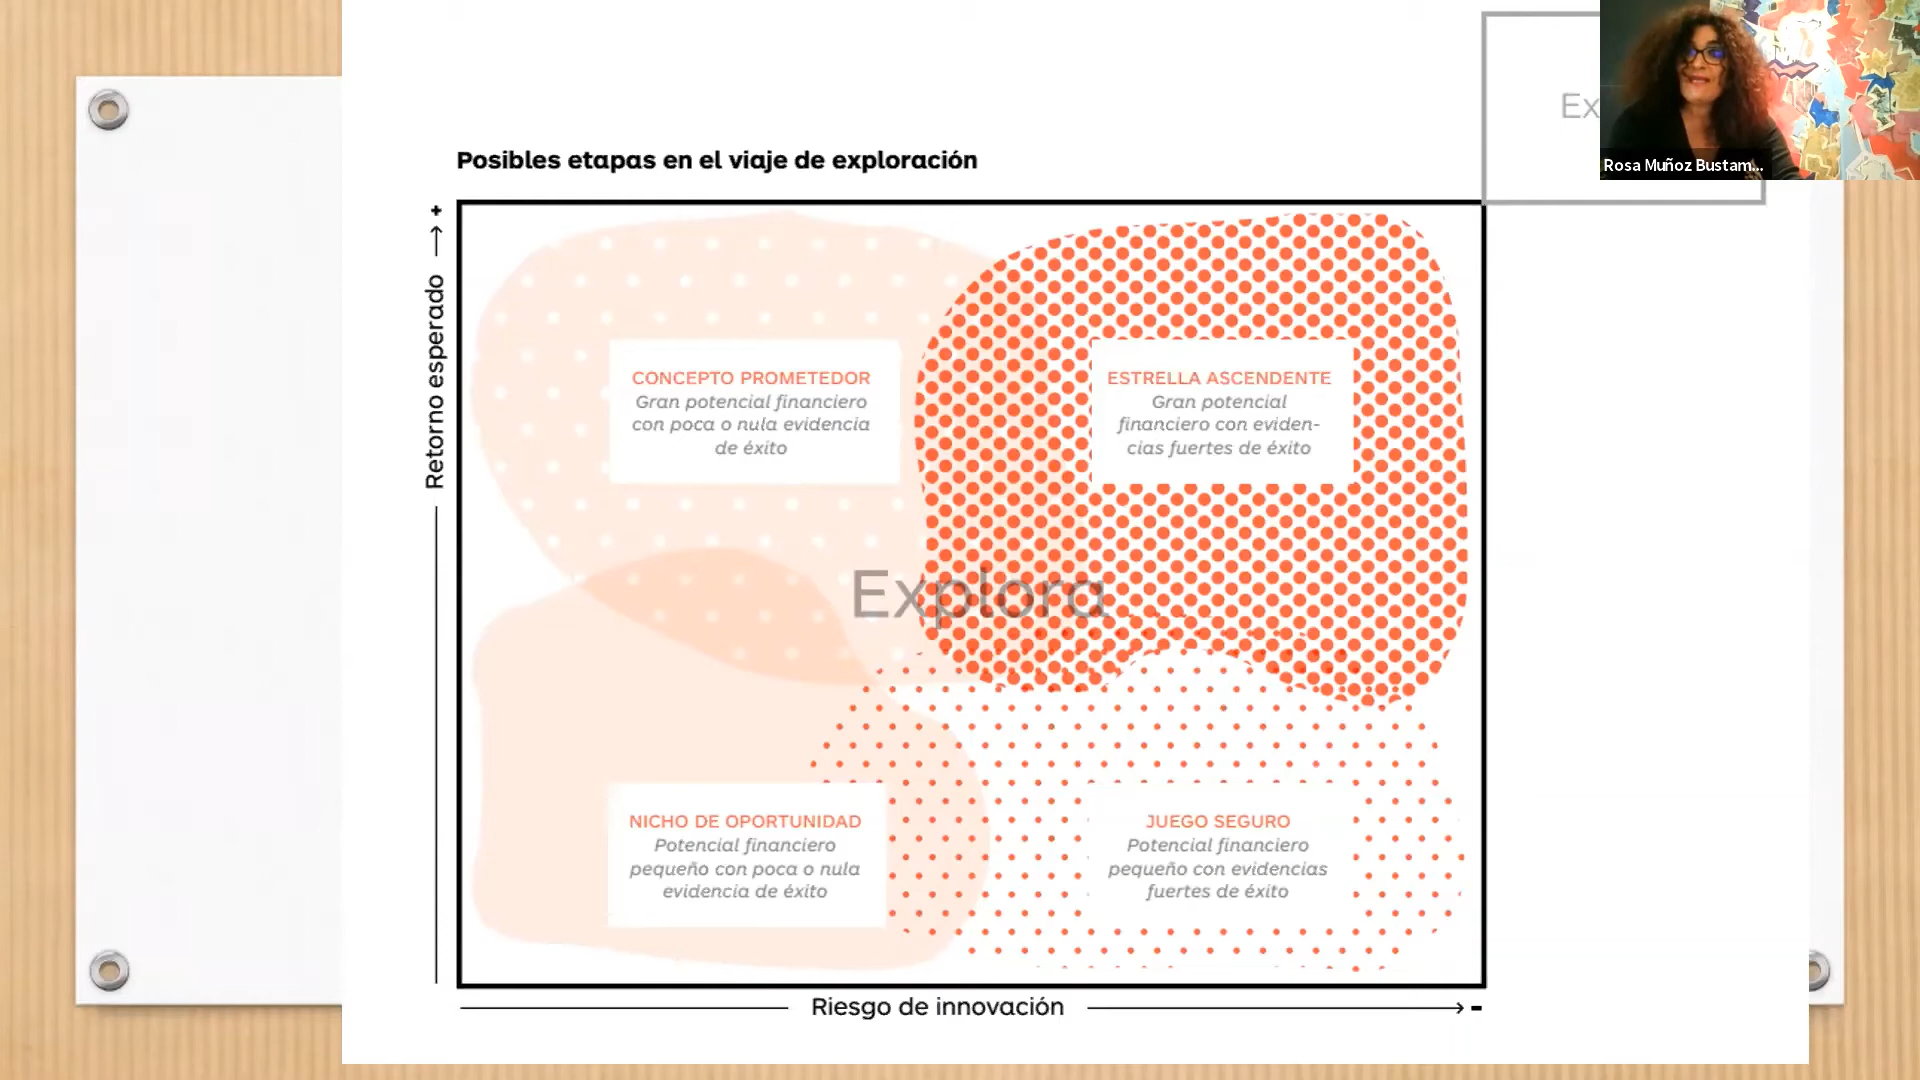 Ex
Rosa Muñoz Bustam...
Posibles etapas en el viaje de exploración
+
Retorno esperado
CONCEPTO PROMETEDOR
Gran potencial financiero
con poca o nula evidencia
de éxito
ESTRELLA ASCENDENTE
Gran potencial
financiero con eviden-
cias fuertes de éxito
Explora
NICHO DE OPORTUNIDAD
Potencial financiero
pequeño con poca o nula
evidencia de éxito
JUEGO SEGURO
Potencial financiero
pequeño con evidencias
fuertes de éxito
Riesgo de innovación
-